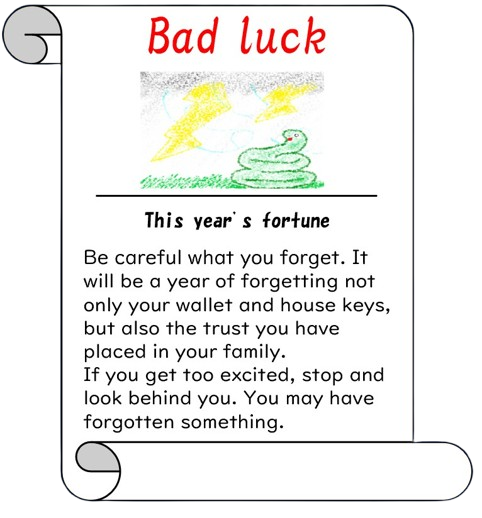 Bad luck
This year's fortune
Be careful what you forget. It
will be a year of forgetting not
only your wallet and house keys,
but also the trust you have
placed in your family.
If you get too excited, stop and
look behind you. You may have
forgotten something.